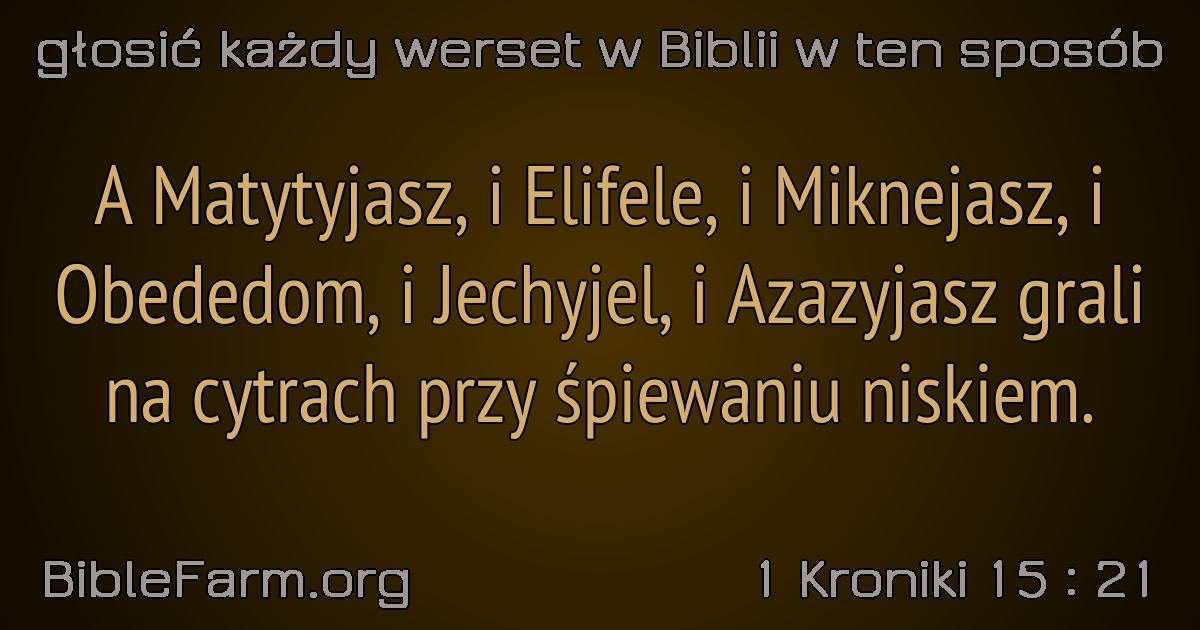 głosić każdy werset w Biblii w ten sposób
A Matytyjasz, i Elifele, i Miknejasz, i
Obededom, i Jechyjel, i Azazyjasz grali
na cytrach przy śpiewaniu niskiem.
BibleFarm.org
1 Kroniki 15 : 21